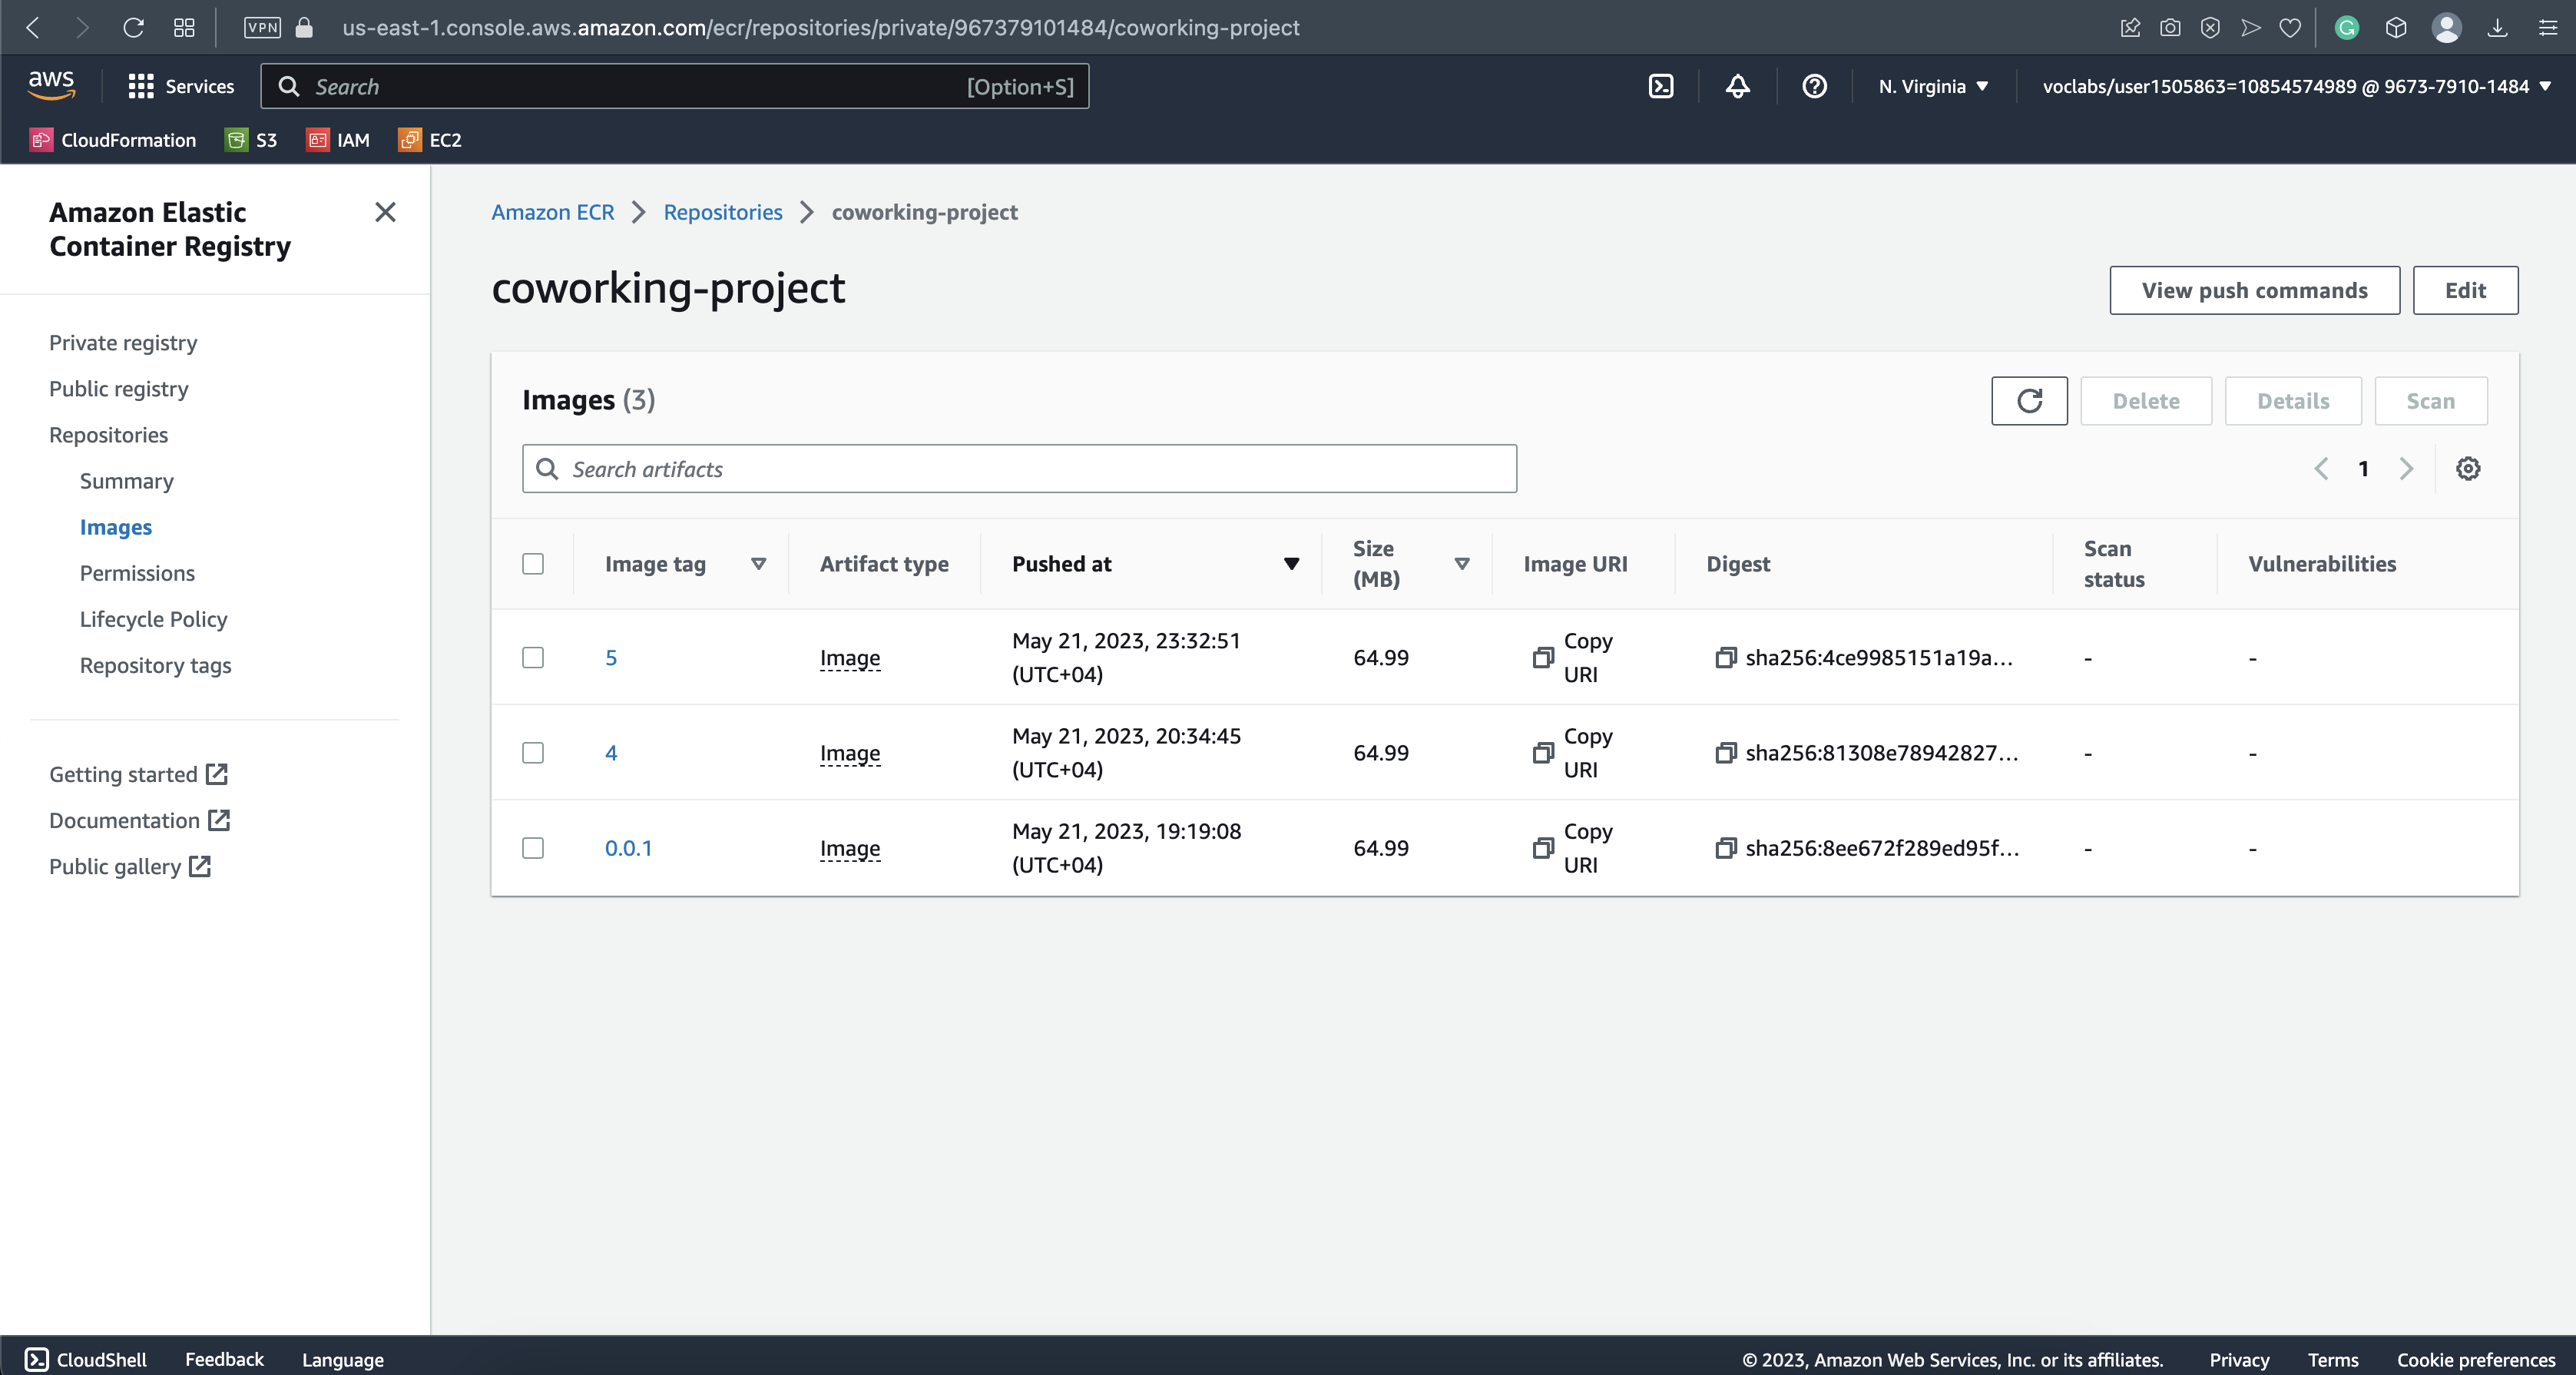 VPN
us-east-1.console.aws.amazon.com/ecr/repositories/private/967379101484/coworking-project
aws
Services
Search
[Option+S]
N. Virginia
voclabs/user1505863=10854574989 @ 9673-7910-1484
CloudFormation
S3
IAM
EC2
Amazon Elastic
Container Registry
Private registry
Public registry
Repositories
Summary
Images
Permissions
Lifecycle Policy
Repository tags
Getting started
Documentation
Public gallery
Amazon ECR
Repositories
coworking-project
coworking-project
View push commands
Edit
Images (3)
Delete
Details
Scan
Search artifacts
1
Image tag
Artifact type
Pushed at
Size
(MB)
Image URI
Digest
Scan
status
Vulnerabilities
5
Image
May 21, 2023, 23:32:51
(UTC+04)
64.99
Copy
URI
sha256:4ce9985151a19a...
-
-
4
Image
May 21, 2023, 20:34:45
(UTC+04)
64.99
Copy
URI
sha256:81308e78942827...
-
-
0.0.1
Image
May 21, 2023, 19:19:08
(UTC+04)
64.99
Copy
URI
sha256:8ee672f289ed95f...
-
-
CloudShell
Feedback
Language
© 2023, Amazon Web Services, Inc. or its affiliates.
Privacy
Terms
Cookie preferences